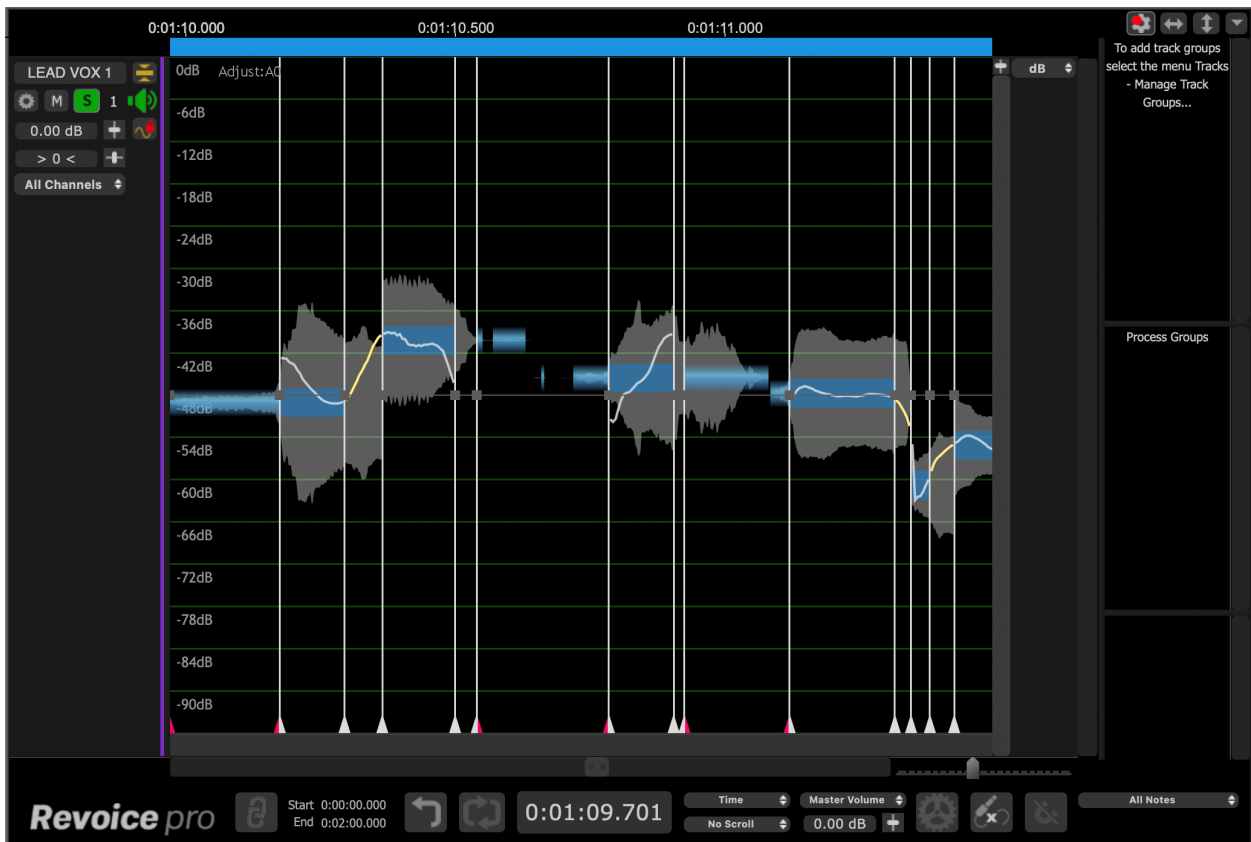 0:01:10.000 0:01:10.500 0:01:11.000
To add track groups
select the menu Tracks
- Manage Track
Groups...
LEAD VOX 1
M S 1
0.00 dB
> 0 <
All Channels
0dB Adjust:AC
-6dB
-12dB
-18dB
-24dB
-30dB
-36dB
-42dB
-48dB
-54dB
-60dB
-66dB
-72dB
-78dB
-84dB
-90dB
dB
Process Groups
Revoice pro
Start 0:00:00.000
End 0:02:00.000
0:01:09.701
Time
No Scroll
Master Volume
0.00 dB
x
&
All Notes